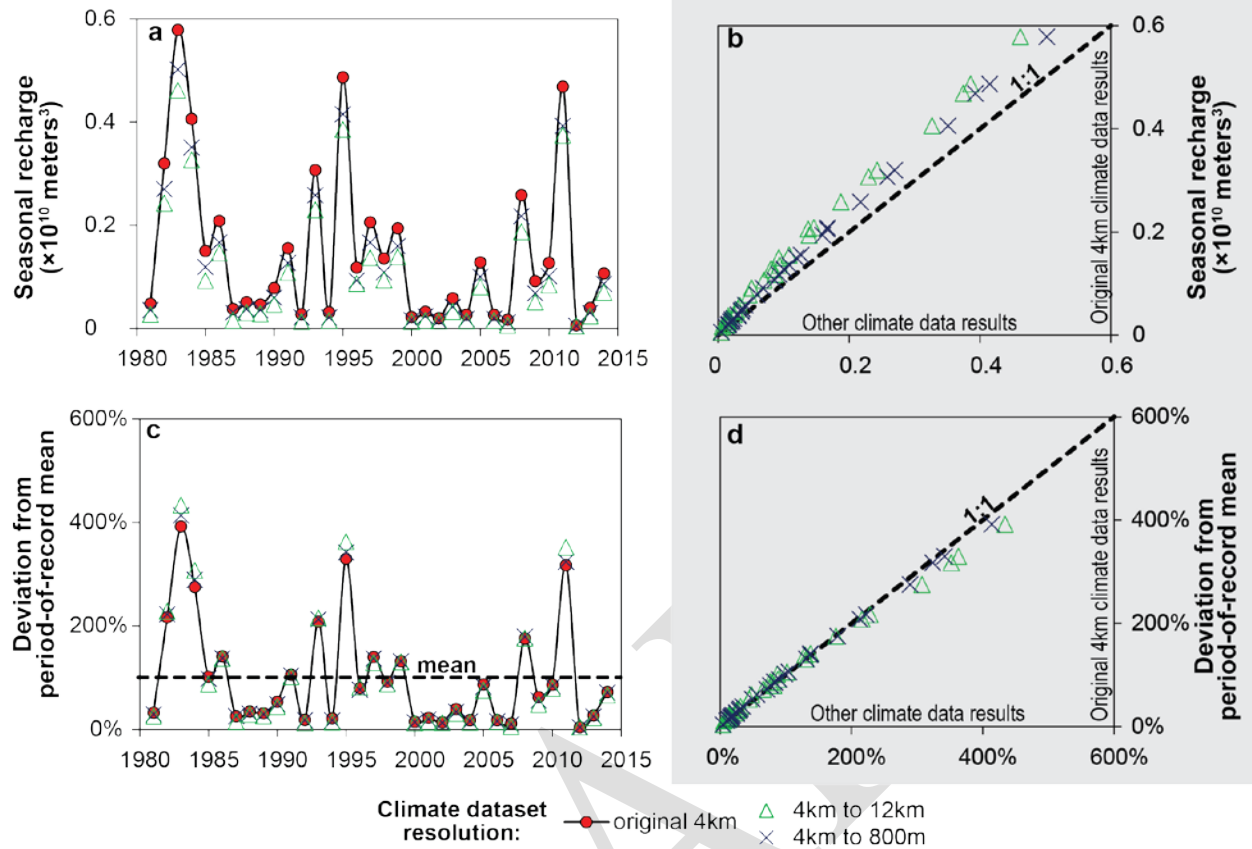 a
Seasonal recharge
(×10¹⁰ meters³)
0.6
0.4
0.2
0
1980 1985 1990 1995 2000 2005 2010 2015
b
1:1
Other climate data results
Original 4km climate data results
0 0.2 0.4 0.6
0.6
0.4
0.2
0
Seasonal recharge
(×10¹⁰ meters³)
c
Deviation from
period-of-record mean
600%
400%
200%
0%
mean
1980 1985 1990 1995 2000 2005 2010 2015
d
1:1
Other climate data results
Original 4km climate data results
0% 200% 400% 600%
600%
400%
200%
0%
Deviation from
period-of-record mean
Climate dataset
resolution:
original 4km
4km to 12km
4km to 800m